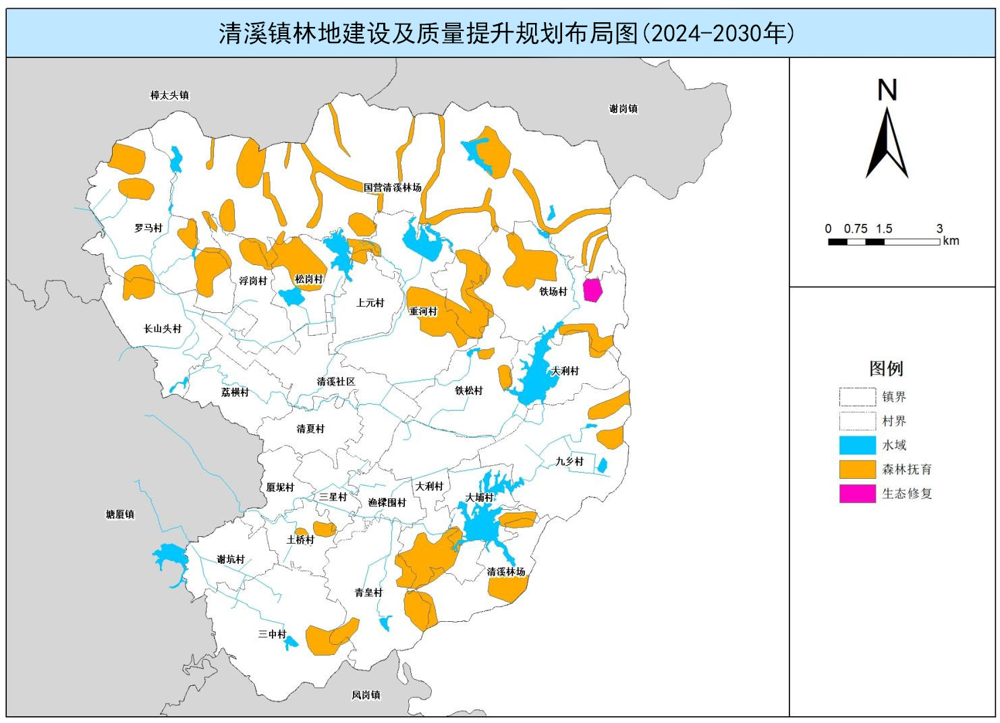 清溪镇林地建设及质量提升规划布局图(2024-2030年)
樟木头镇
谢岗镇
国营清溪林场
罗马村
浮岗村
松岗村
上元村
重河村
铁场村
长山头村
大利村
荔横村
清溪社区
铁松村
清夏村
九乡村
厦坭村
三星村
渔樑围村
大利村
大埔村
塘厦镇
土桥村
谢坑村
清溪林场
青皇村
三中村
凤岗镇
N
0 0.75 1.5 3
km
图例
镇界
村界
水域
森林抚育
生态修复